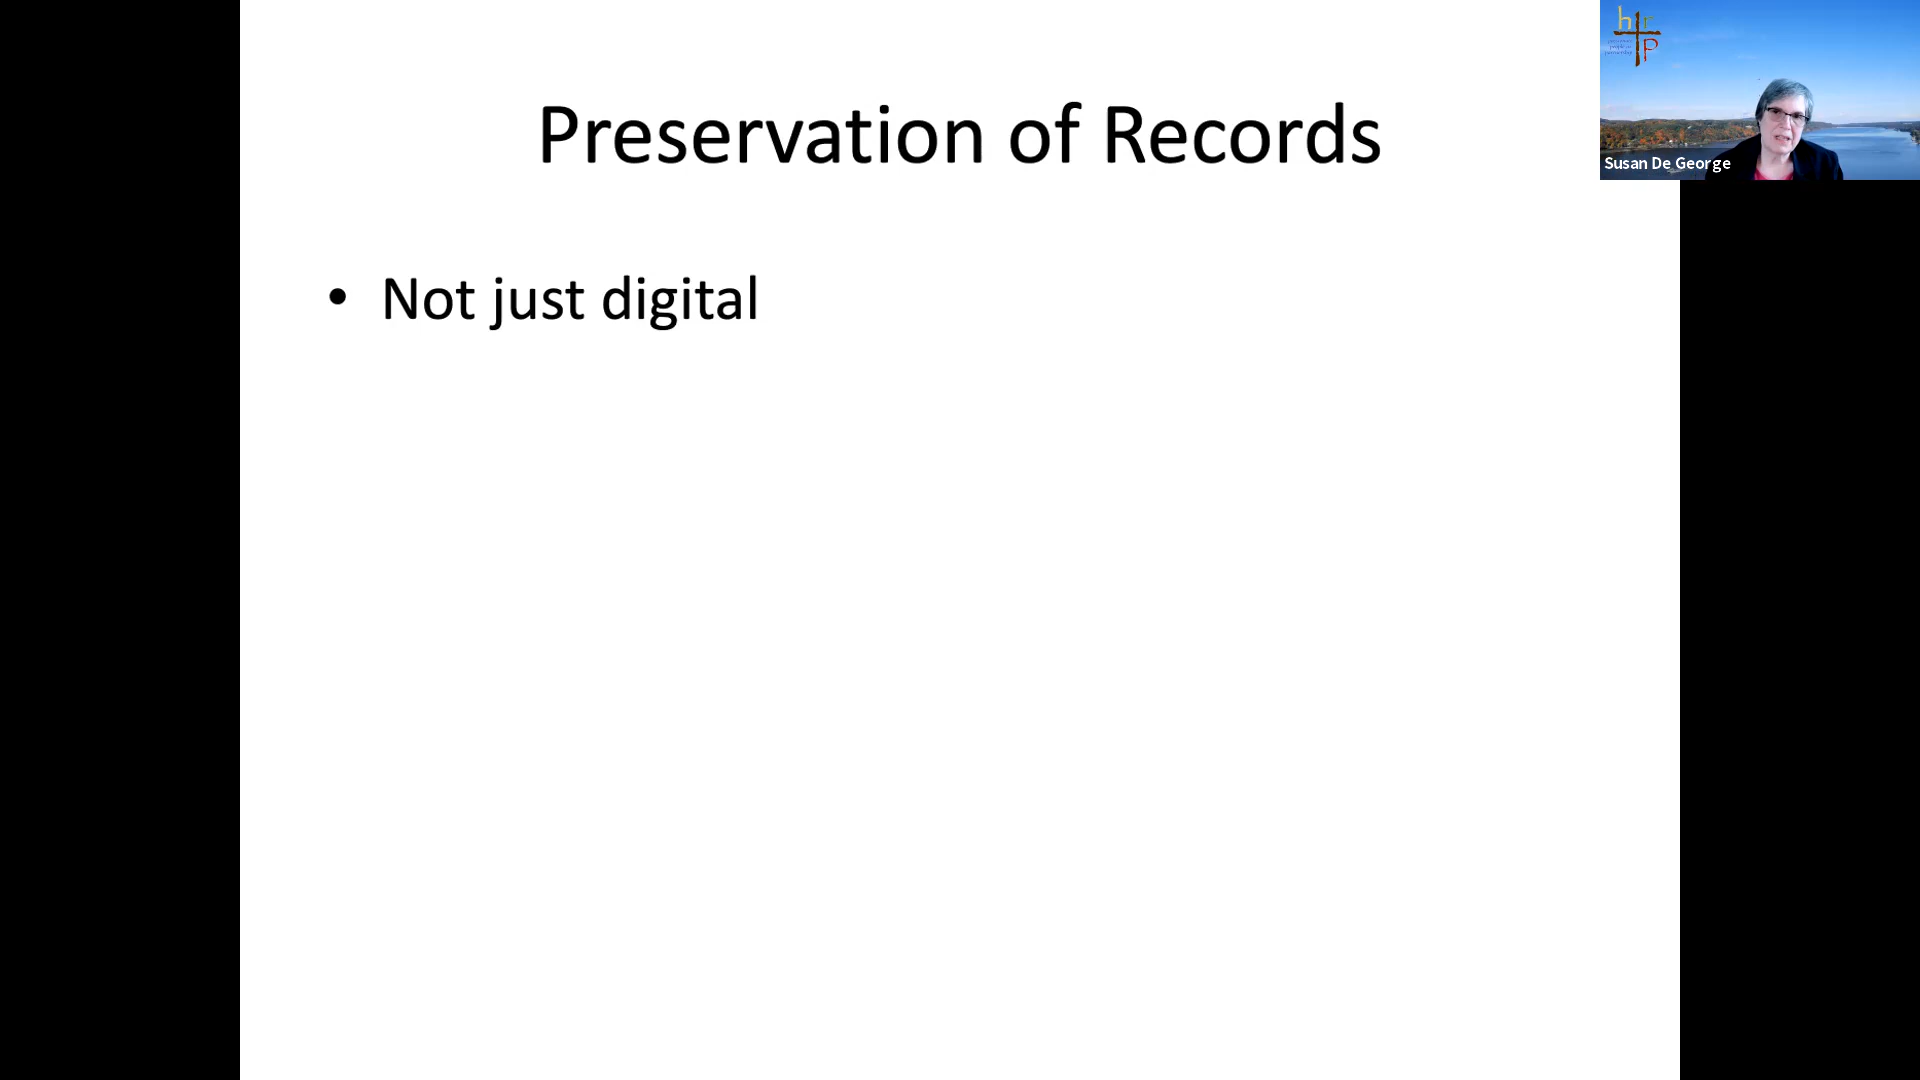 Preservation of Records
• Not just digital
h r
p
Susan De George